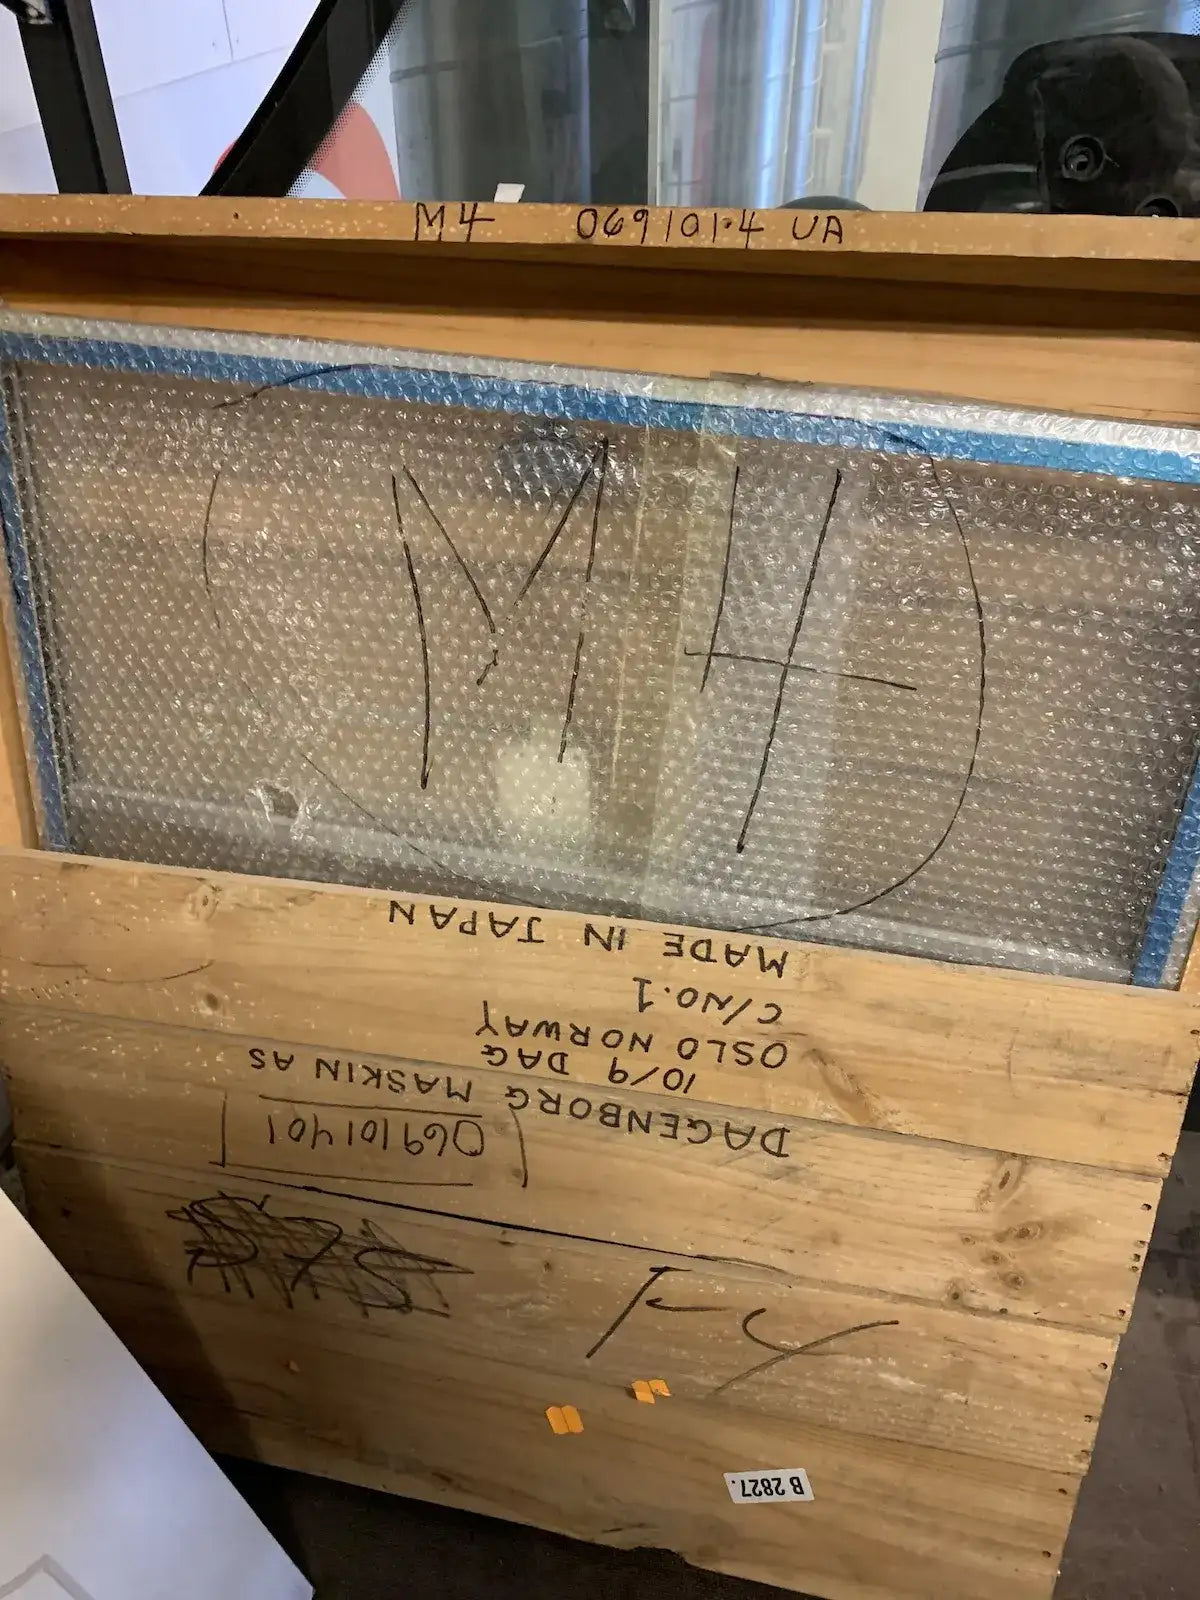 M4 069101·4 UA
M4
MADE IN JAPAN
C/NO.1
OSLO NORWAY
10/9 DAG
DAGENBORG MASKIN AS
069101401
B 2827.